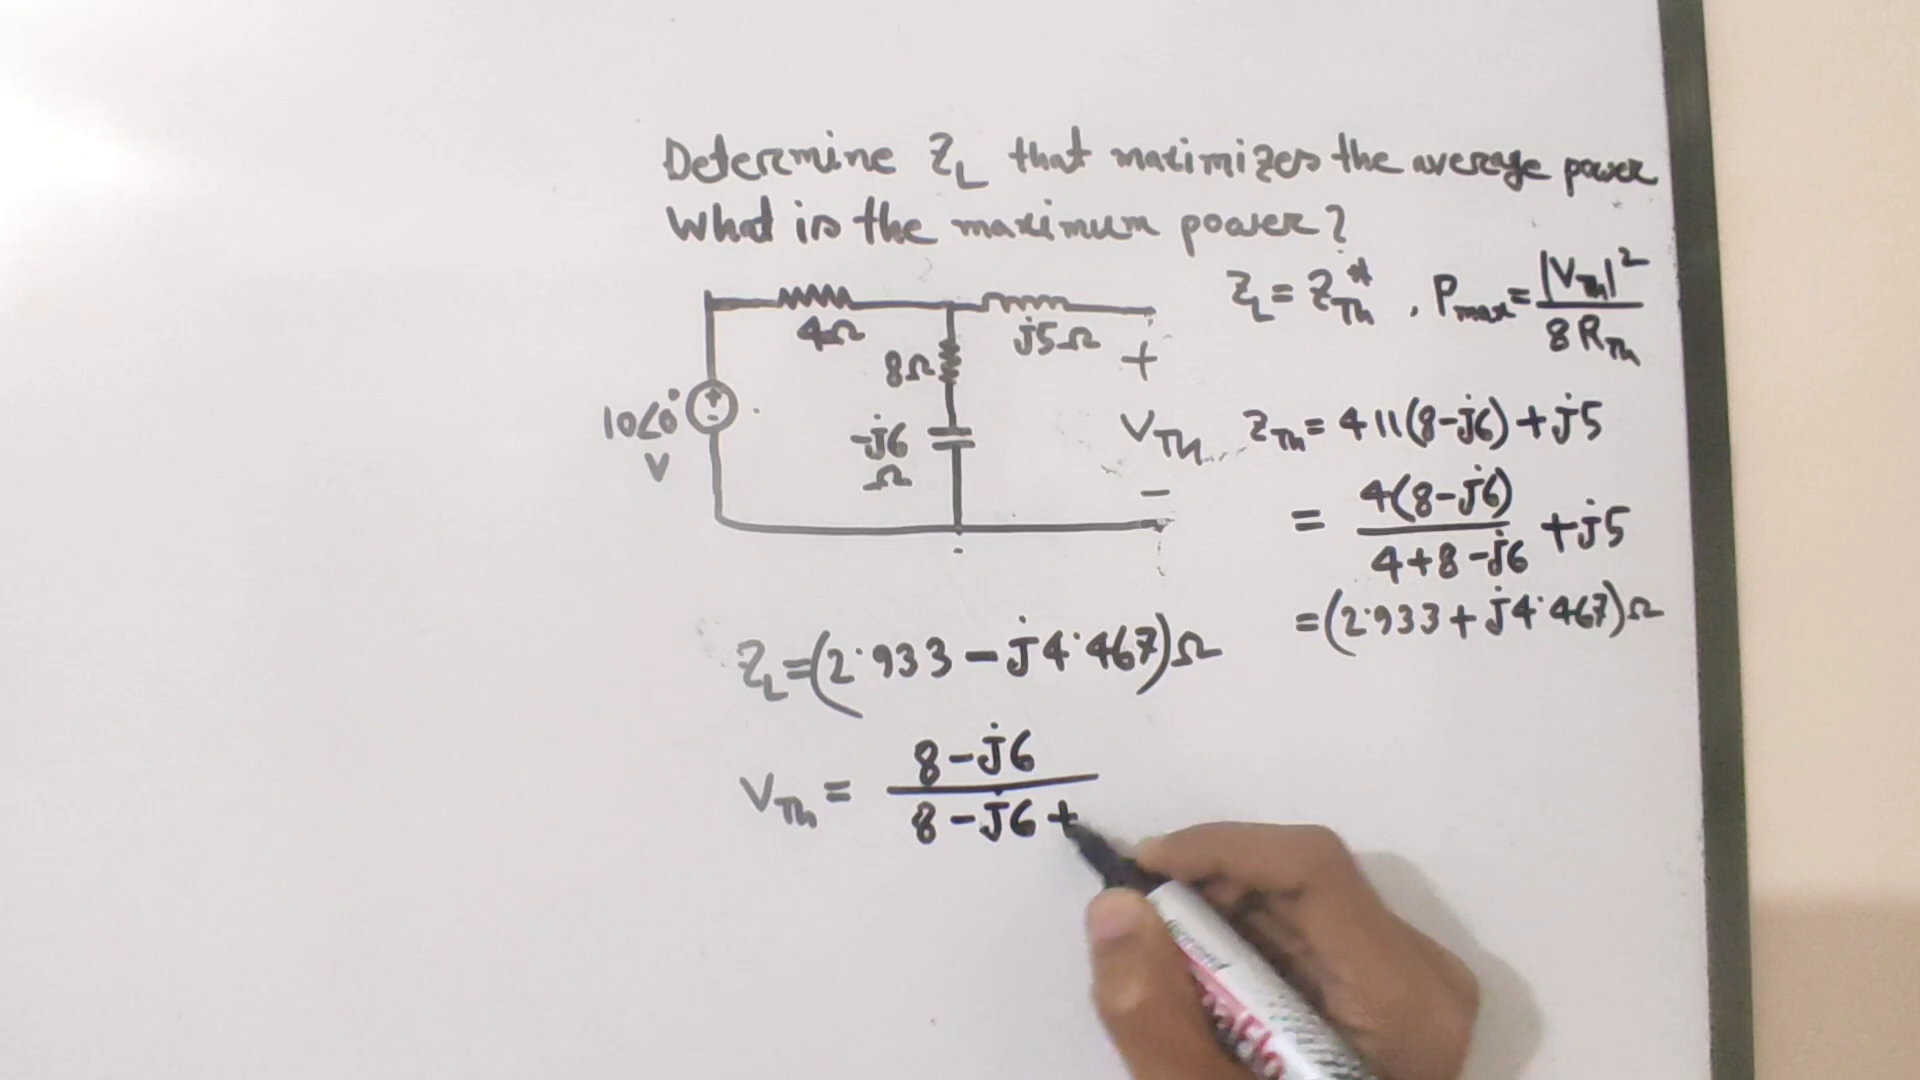 Determine Z_L that maximizes the average power
What is the maximum power?
Z_L = Z_Th^* , P_max = |V_Th|^2 / 8 R_Th
4Ω
j5Ω
8Ω
+
10∠0° V
+
-
-j6 Ω
V_Th
-
Z_Th = 4||(8-j6)+j5
= 4(8-j6) / 4+8-j6 + j5
= (2.933 + j4.467)Ω
Z_L = (2.933 - j4.467)Ω
V_Th = 8-j6 / 8-j6+